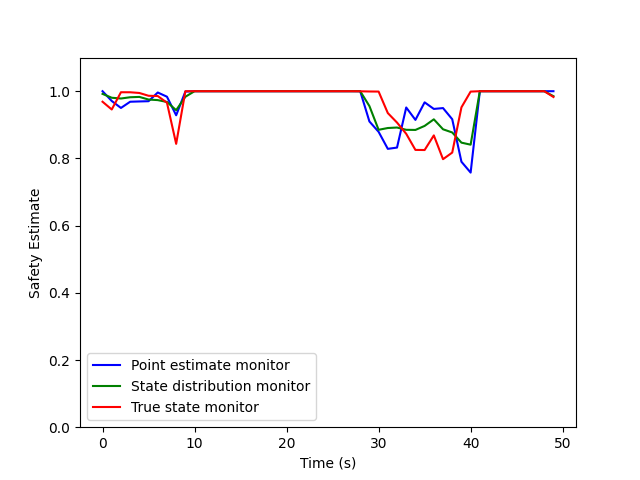 1.0
0.8
0.6
0.4
0.2
0.0
Safety Estimate
Point estimate monitor
State distribution monitor
True state monitor
0 10 20 30 40 50
Time (s)